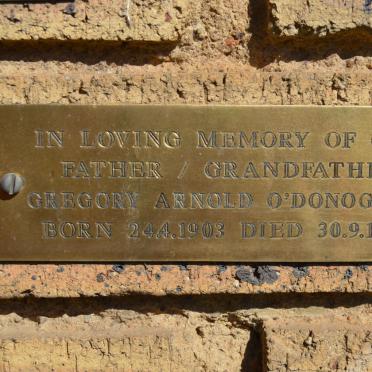 IN LOVING MEMORY OF
FATHER / GRANDFATH
GREGORY ARNOLD O'DONOG
BORN 24.4.1903 DIED 30.9.1